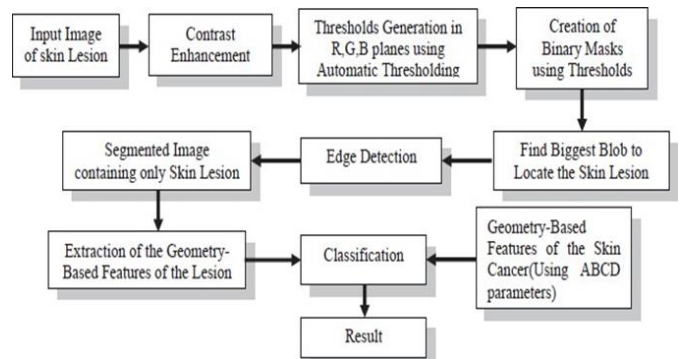 Input Image
of skin Lesion
Contrast
Enhancement
Thresholds Generation in
R,G,B planes using
Automatic Thresholding
Creation of
Binary Masks
using Thresholds
Find Biggest Blob to
Locate the Skin Lesion
Edge Detection
Segmented Image
containing only Skin Lesion
Extraction of the Geometry-
Based Features of the Lesion
Classification
Geometry-Based
Features of the Skin
Cancer(Using ABCD
parameters)
Result